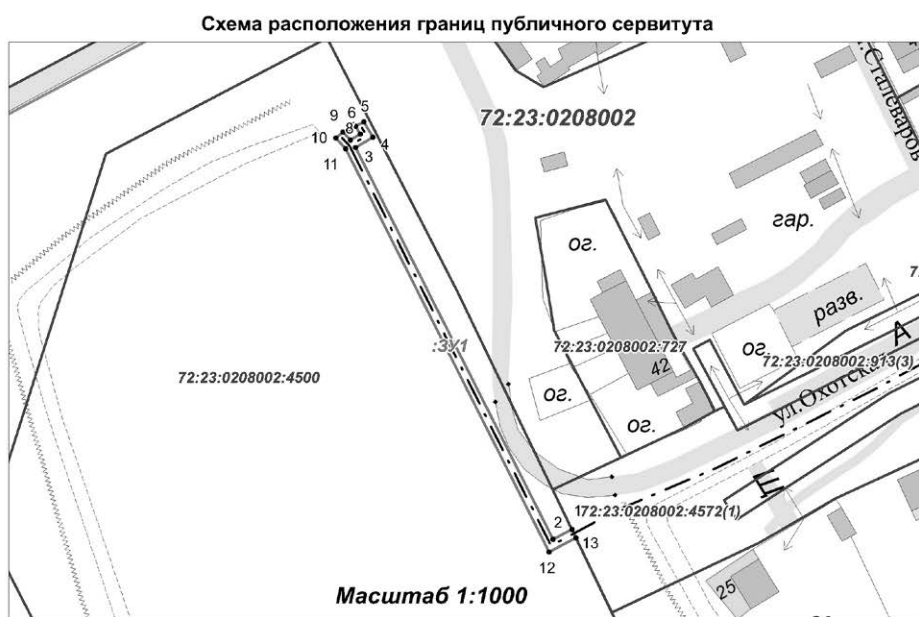 Схема расположения границ публичного сервитута
ул.Сталеваров
72:23:0208002
5
6
9
8
10
4
3
11
гар.
ог.
разв.
А
:ЗУ1
72:23:0208002:727
ог.
72:23:0208002:913(3)
42
72:23:0208002:4500
ог.
ог.
ул.Охотская
Ш
172:23:0208002:4572(1)
2
13
12
25
Масштаб 1:1000